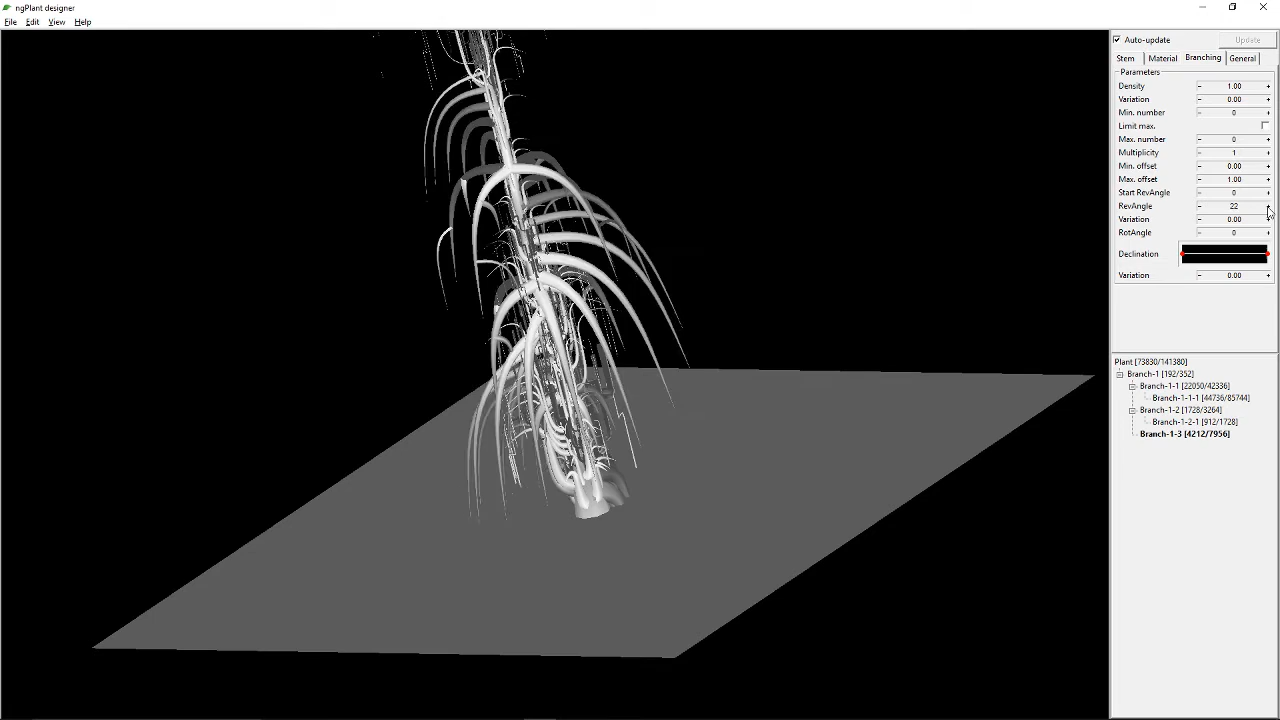 ngPlant designer
File Edit View Help
Auto-update Update
Stem Material Branching General
Parameters
Density - 1.00 +
Variation - 0.00 +
Min. number - 0 +
Limit max.
Max. number - 0 +
Multiplicity - 1 +
Min. offset - 0.00 +
Max. offset - 1.00 +
Start RevAngle - 0 +
RevAngle - 22
Variation - 0.00 +
RotAngle - 0 +
Declination
Variation - 0.00 +
Plant [73830/141380]
Branch-1 [192/352]
Branch-1-1 [22050/42336]
Branch-1-1-1 [44736/85744]
Branch-1-2 [1728/3264]
Branch-1-2-1 [912/1728]
Branch-1-3 [4212/7956]